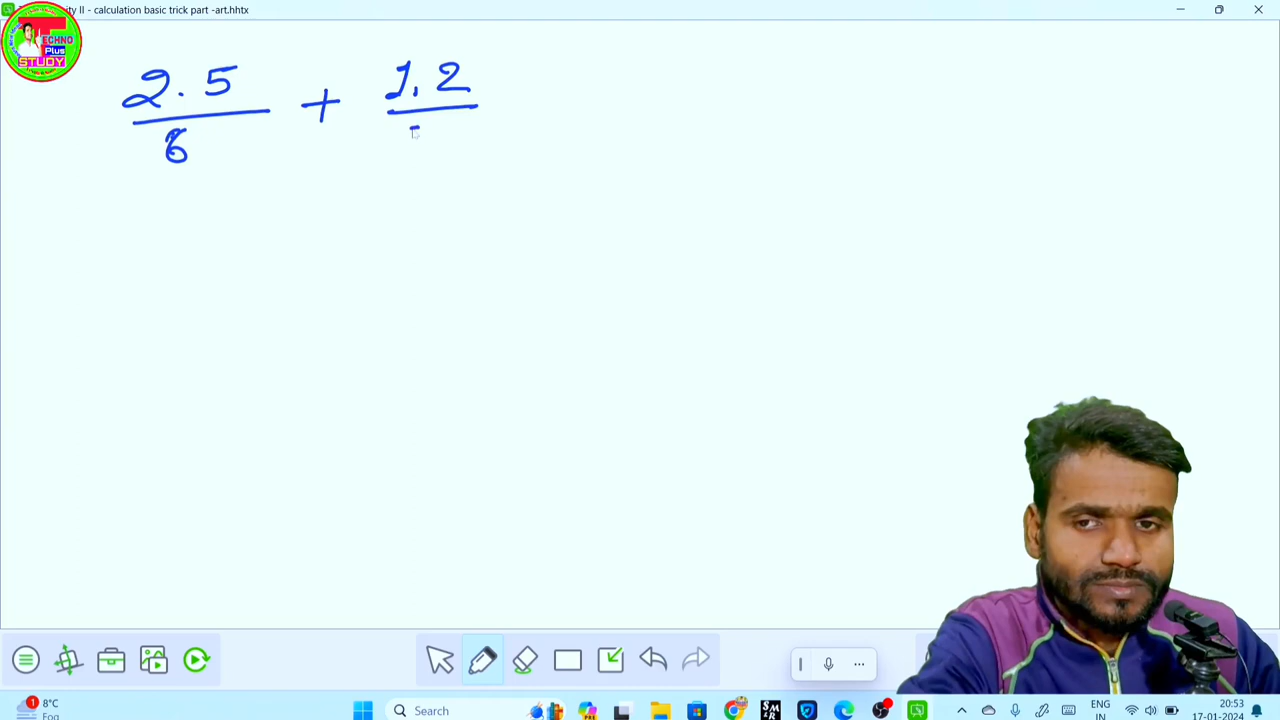 ity II - calculation basic trick part -art.hhtx
TECHNO
Plus
STUDY
2.5 + 1.2
6
Search
1
8°C
Fog
ENG
IN
20:53
17-01-2024